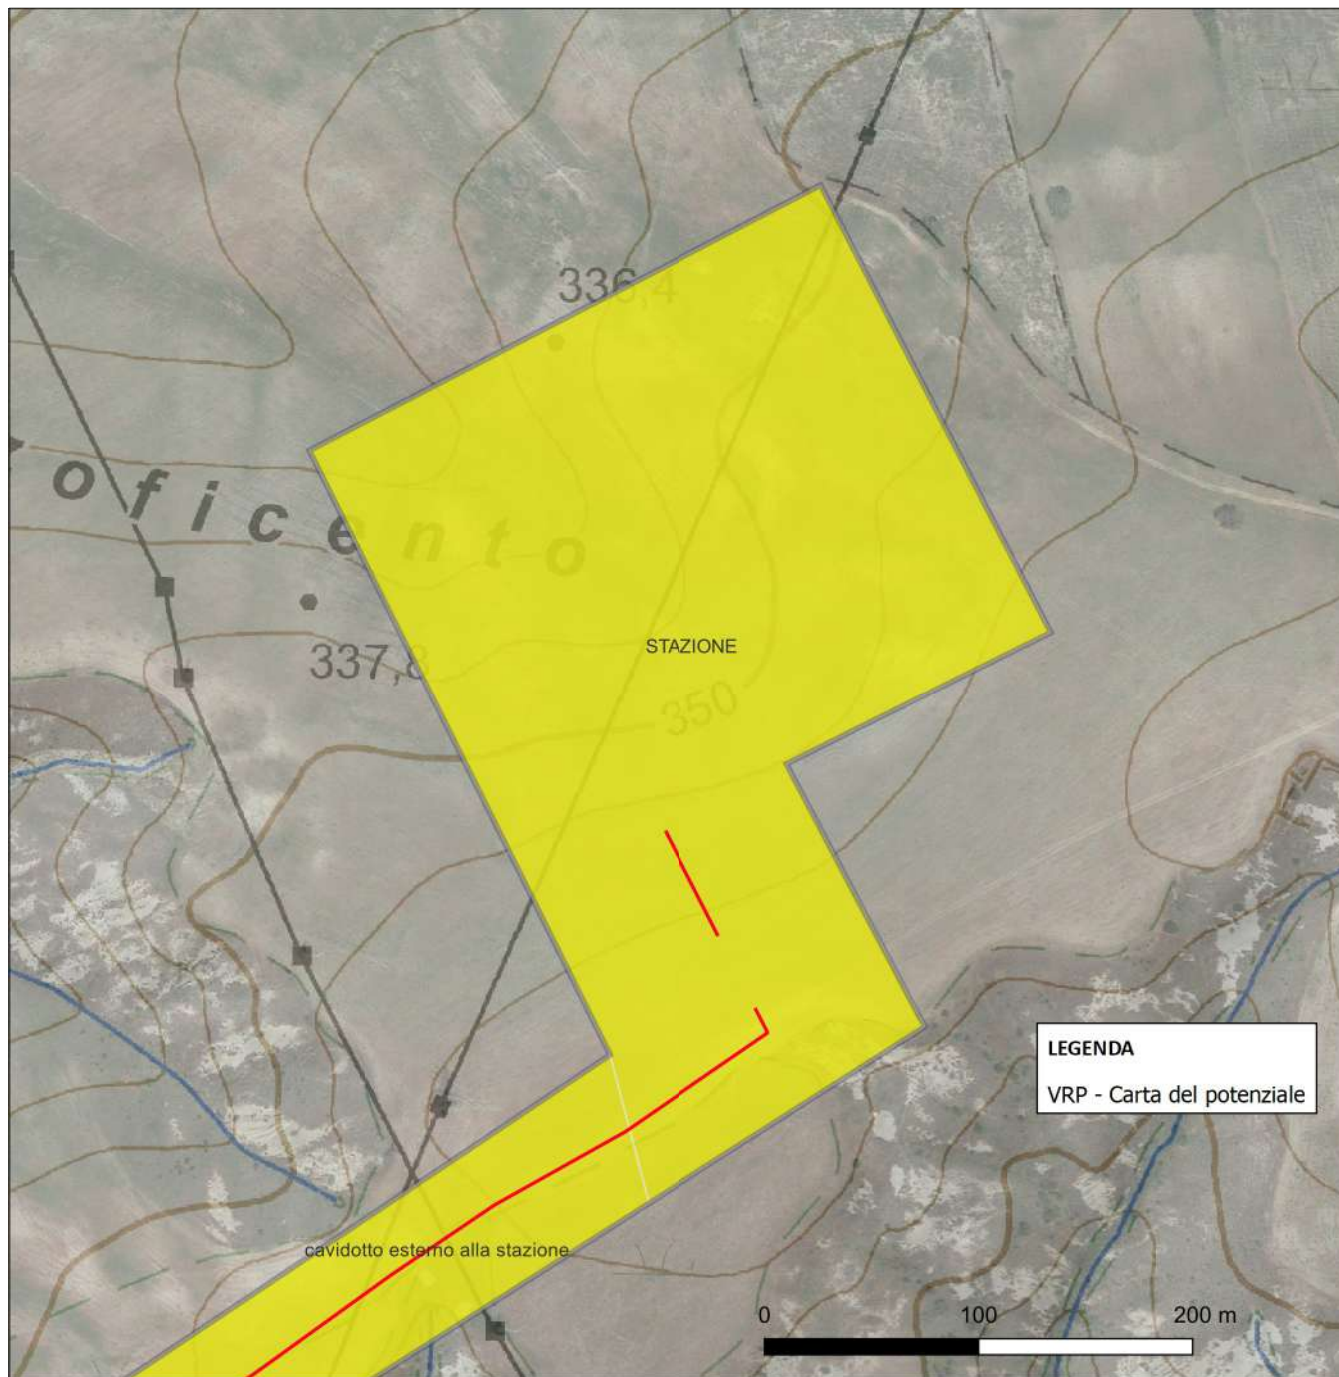 336,4
oficento
337,8
STAZIONE
350
LEGENDA
VRP - Carta del potenziale
cavidotto esterno alla stazione
0 100 200 m